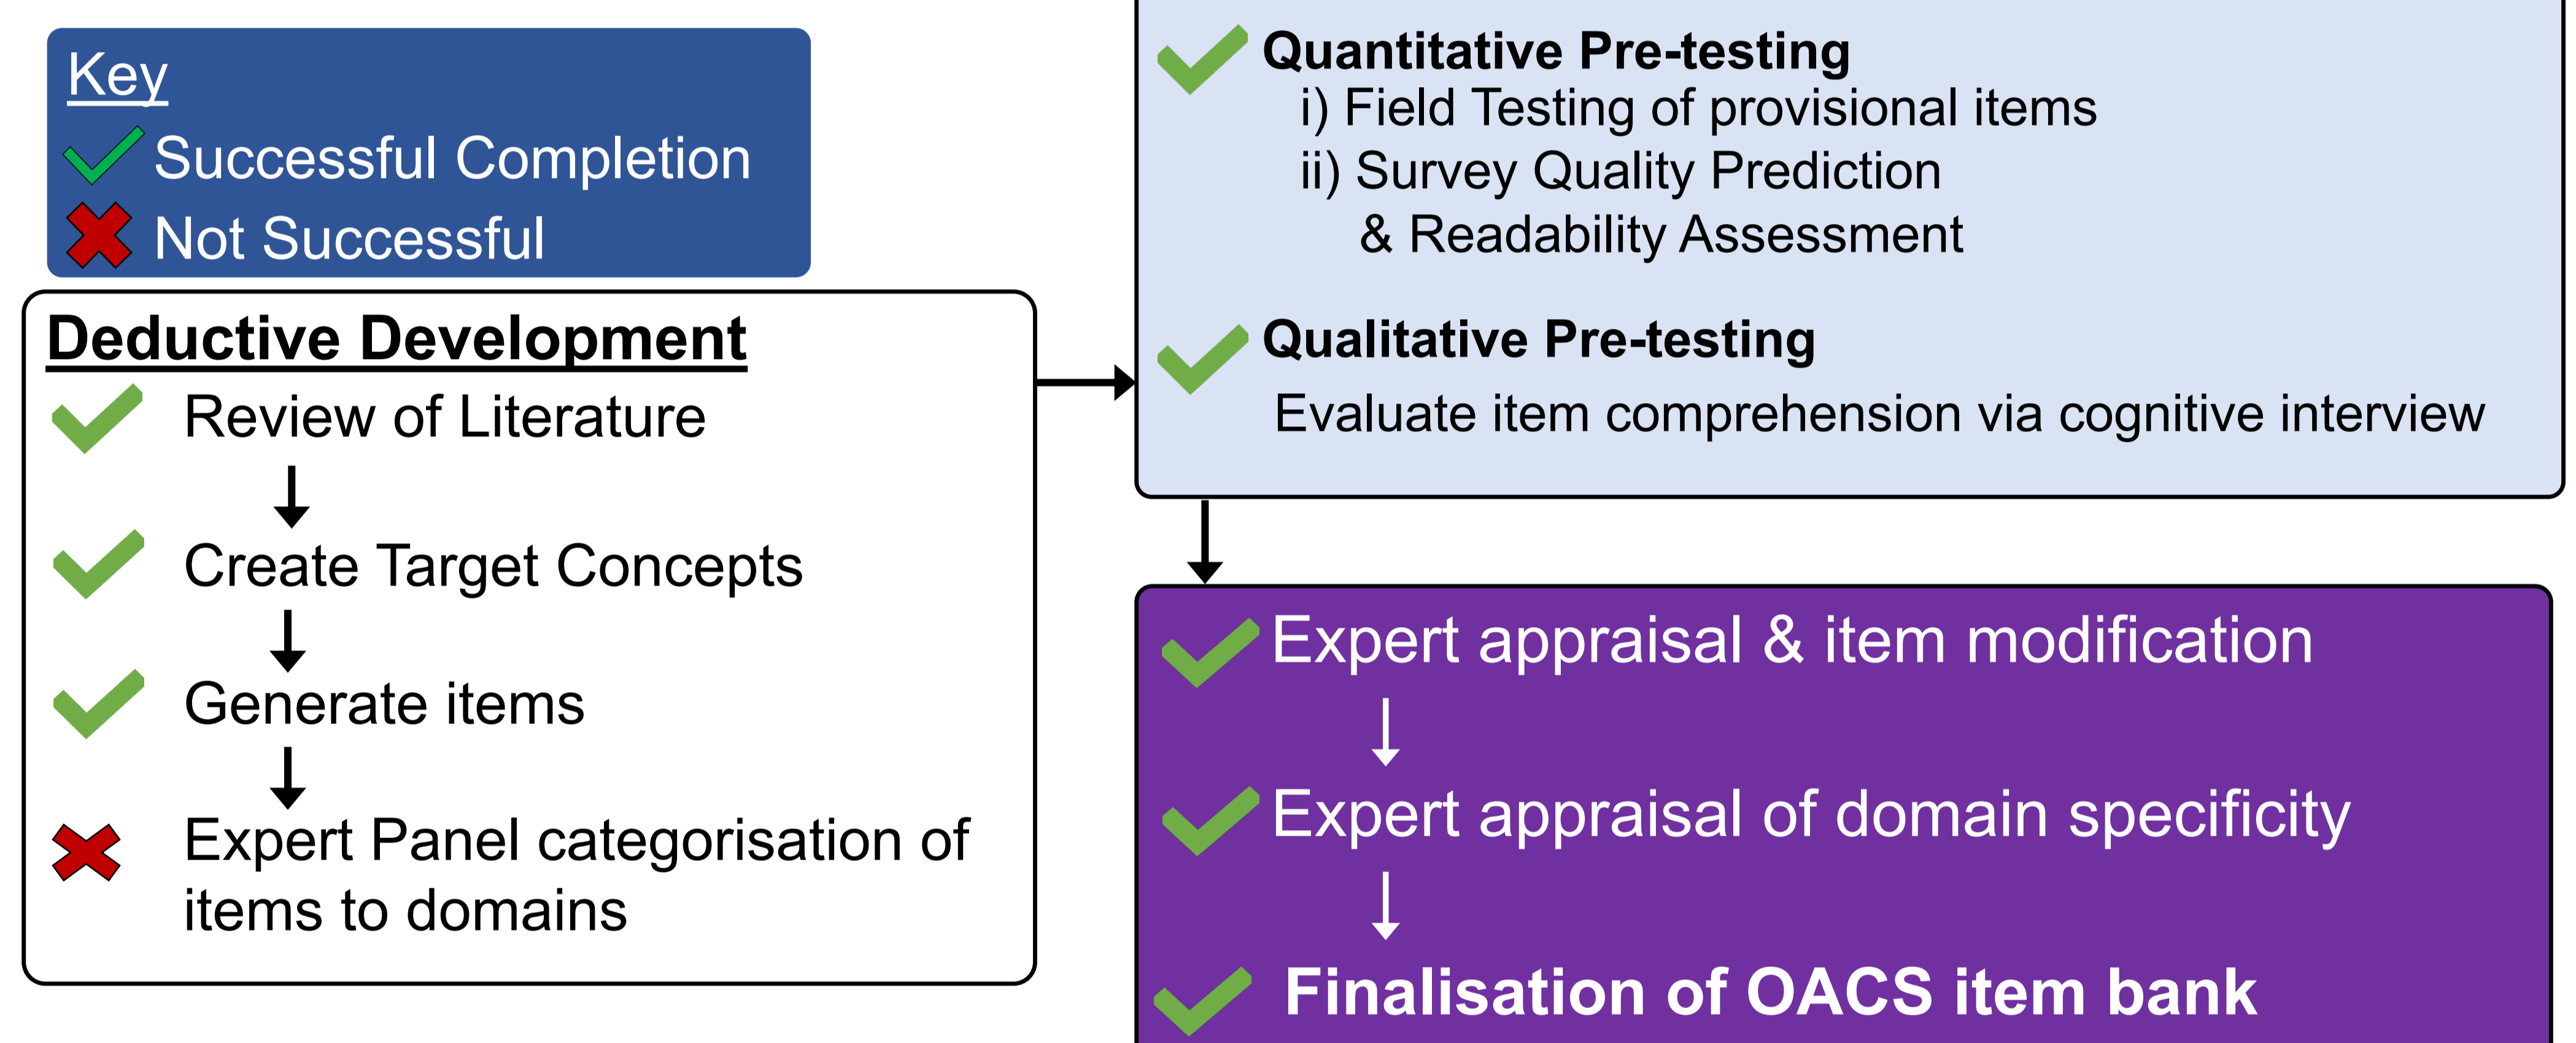 Key
Successful Completion
Not Successful
Deductive Development
Review of Literature
Create Target Concepts
Generate items
Expert Panel categorisation of
items to domains
Quantitative Pre-testing
i) Field Testing of provisional items
ii) Survey Quality Prediction
& Readability Assessment
Qualitative Pre-testing
Evaluate item comprehension via cognitive interview
Expert appraisal & item modification
Expert appraisal of domain specificity
Finalisation of OACS item bank